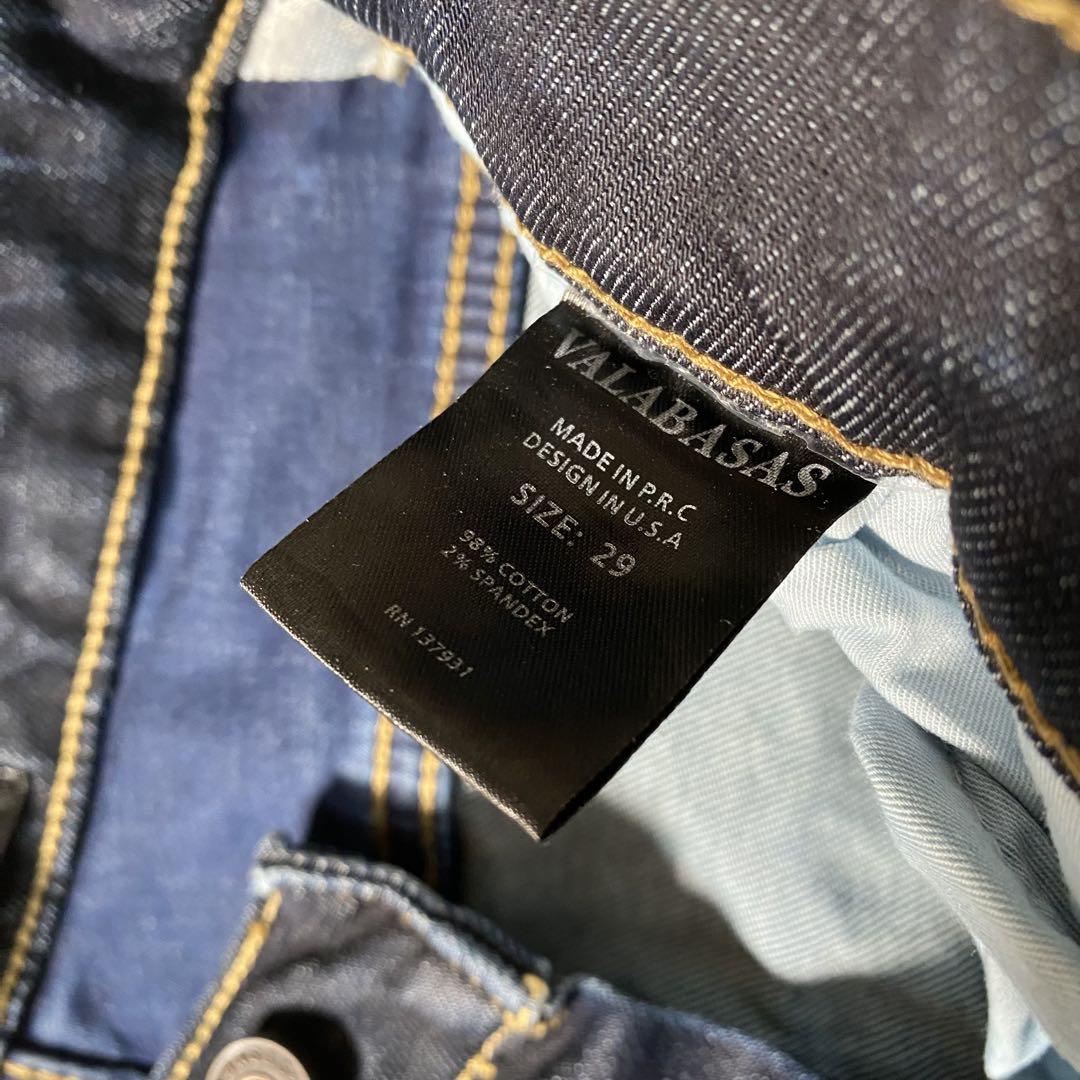 VALABASAS
MADE IN P.R.C
DESIGN IN U.S.A
SIZE: 29
98% COTTON
2% SPANDEX
RN 137931